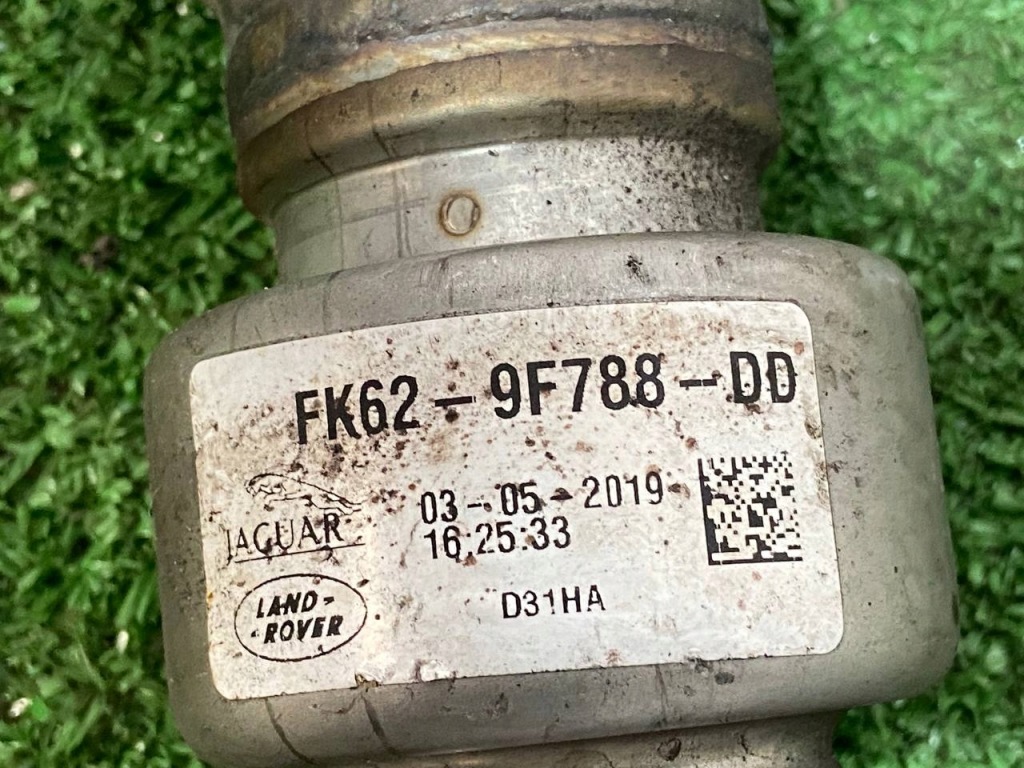 FK62-9F788-DD
JAGUAR
03-05-2019
16:25:33
LAND-
-ROVER
D31HA